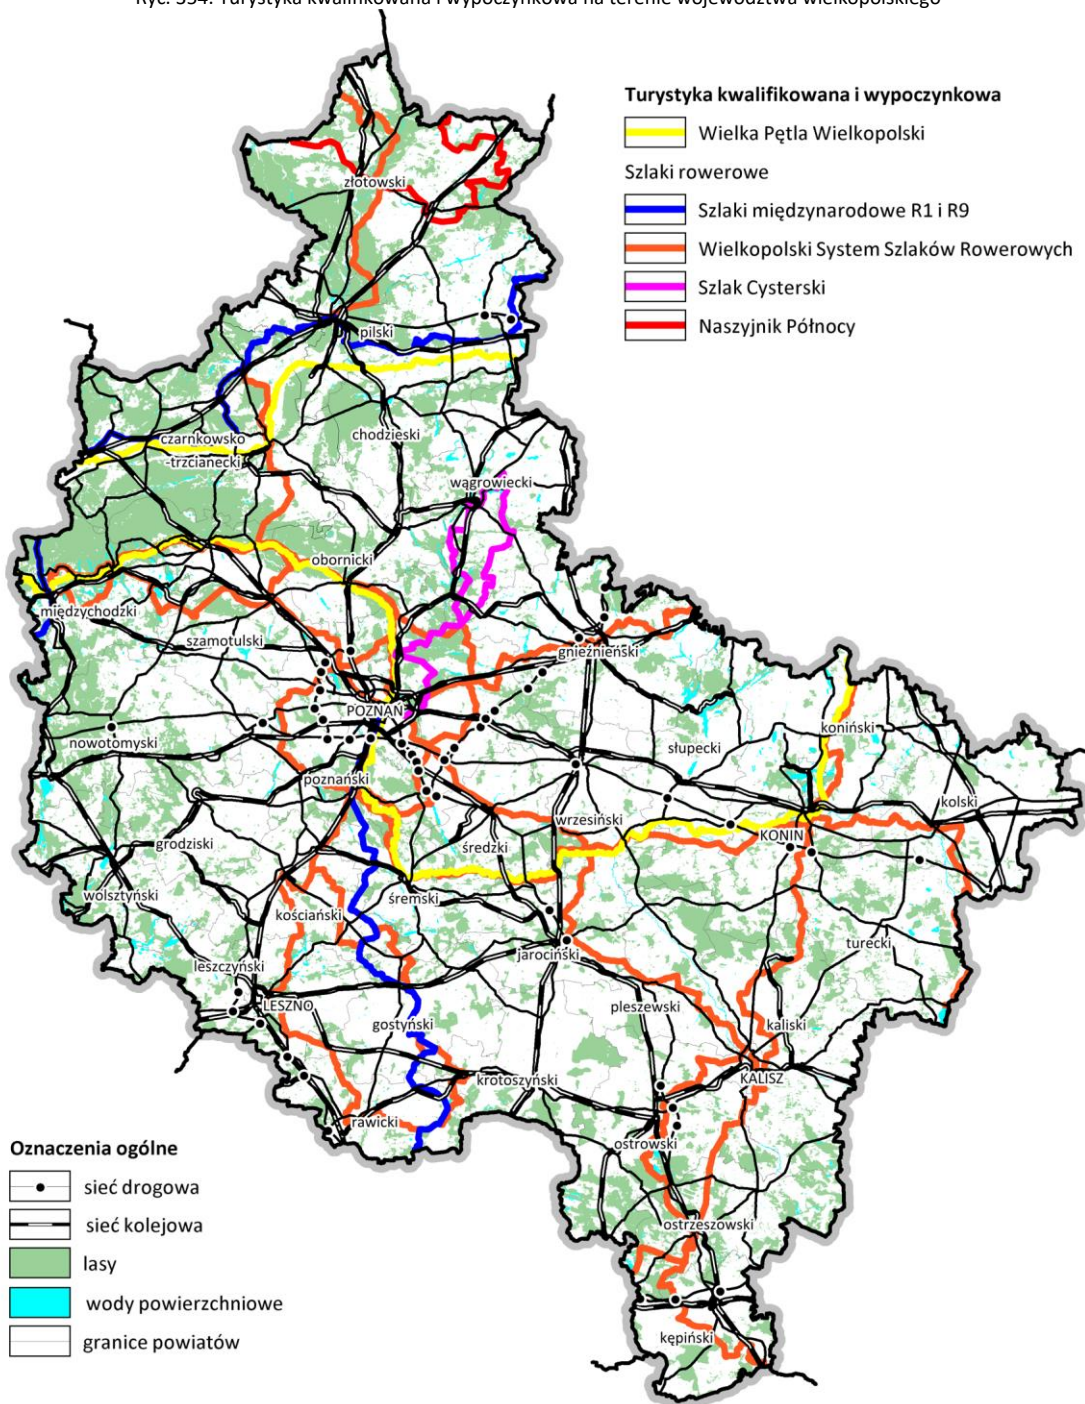 Ryc. 334. Turystyka kwalifikowana i wypoczynkowa na terenie województwa wielkopolskiego
Turystyka kwalifikowana i wypoczynkowa
Wielka Pętla Wielkopolski
Szlaki rowerowe
Szlaki międzynarodowe R1 i R9
Wielkopolski System Szlaków Rowerowych
Szlak Cysterski
Naszyjnik Północy
złotowski
pilski
czarnkowsko
-trzcianecki
chodzieski
wągrowiecki
obornicki
międzychodzki
szamotulski
gnieźnieński
POZNAŃ
nowotomyski
słupecki
koniński
poznański
kolski
wrzesiński
KONIN
grodziski
średzki
wolsztyński
śremski
kościański
turecki
jarociński
leszczyński
LESZNO
pleszewski
gostyński
kaliski
KALISZ
krotoszyński
rawicki
ostrowski
ostrzeszowski
kępiński
Oznaczenia ogólne
sieć drogowa
sieć kolejowa
lasy
wody powierzchniowe
granice powiatów